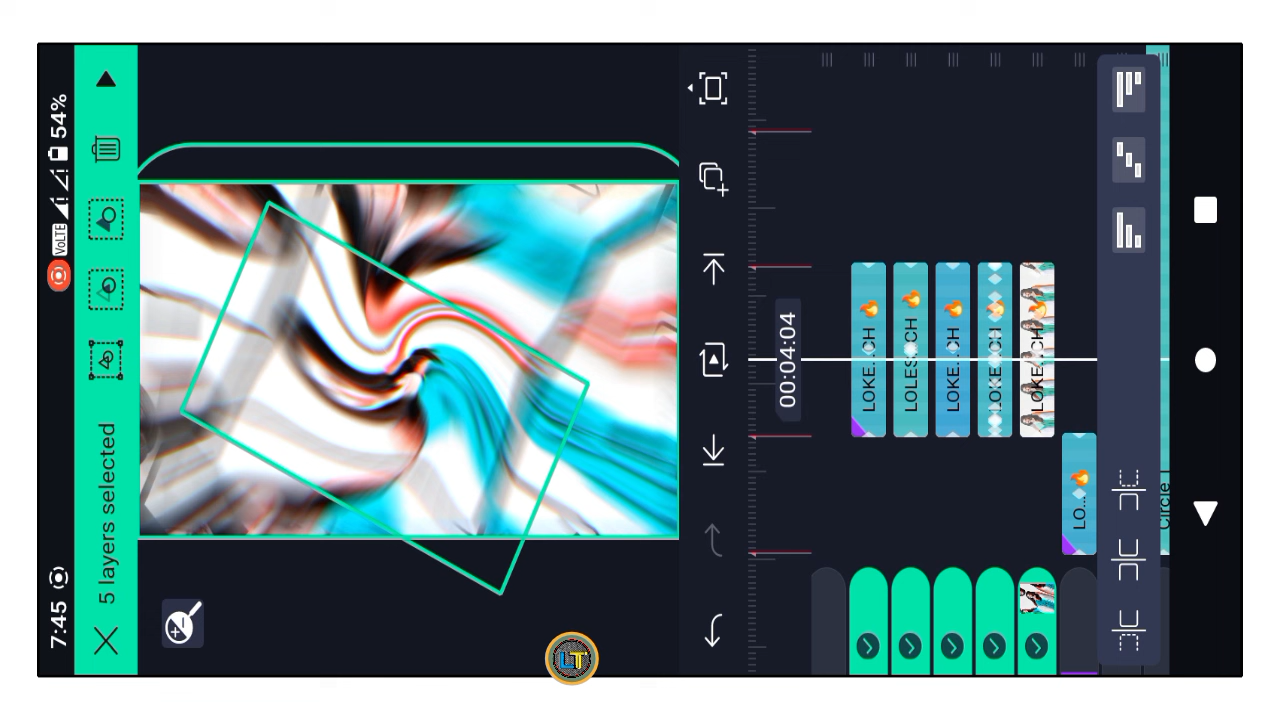 7:45
VoLTE
54%
5 layers selected
00:04:04
LOKE...CH🔥
LOLES...CH🔥
LOKE...CH🔥
LOKE...CH🔥
LOKE...CH🔥
LO...🔥
Circle 1
LT